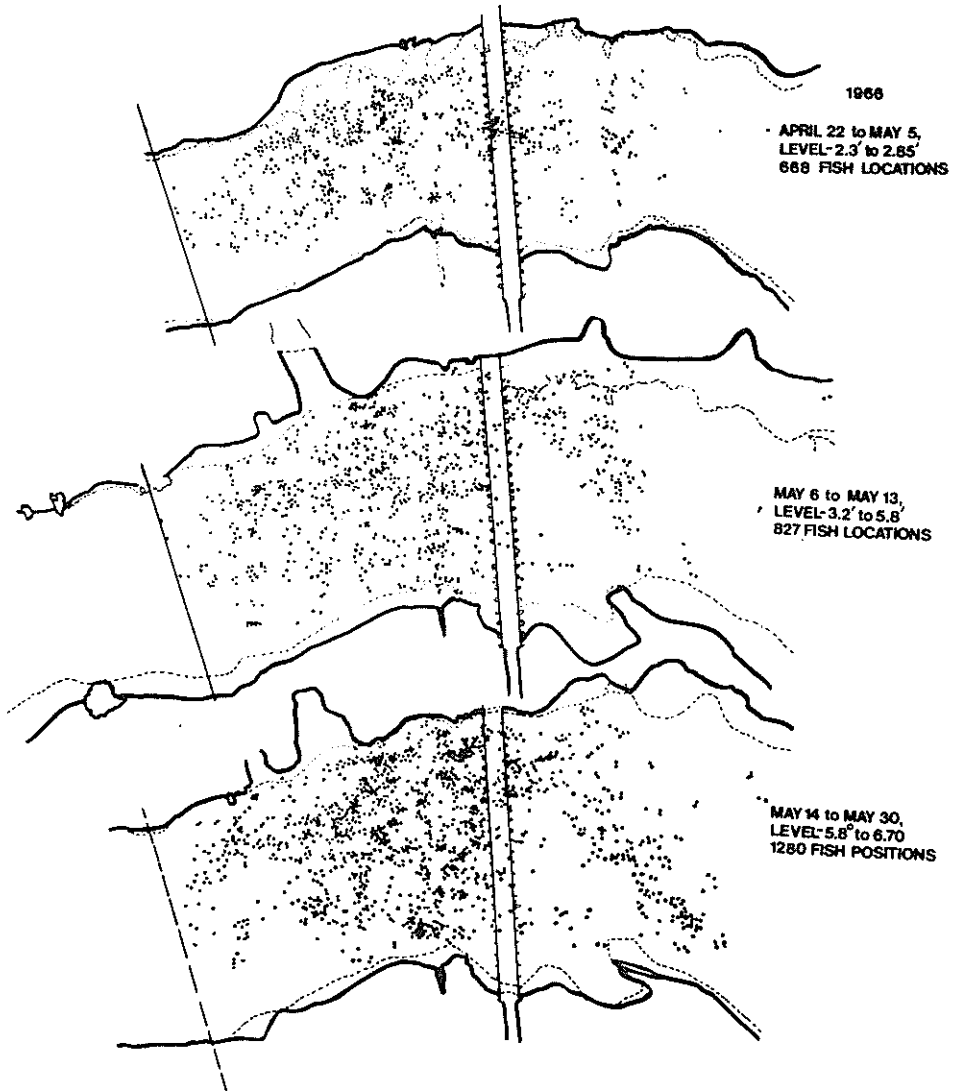 1966
APRIL 22 to MAY 5,
LEVEL-2.3' to 2.85'
668 FISH LOCATIONS
MAY 6 to MAY 13,
LEVEL-3.2' to 5.8'
827 FISH LOCATIONS
MAY 14 to MAY 30,
LEVEL-5.8° to 6.70
1280 FISH POSITIONS